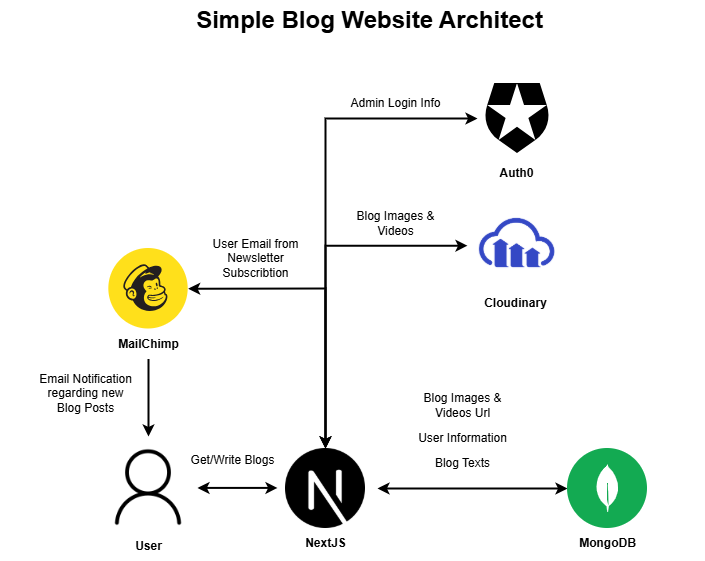 Simple Blog Website Architect
Admin Login Info
Auth0
Blog Images &
Videos
Cloudinary
User Email from
Newsletter
Subscribtion
MailChimp
Email Notification
regarding new
Blog Posts
Get/Write Blogs
User
NextJS
Blog Images &
Videos Url
User Information
Blog Texts
MongoDB